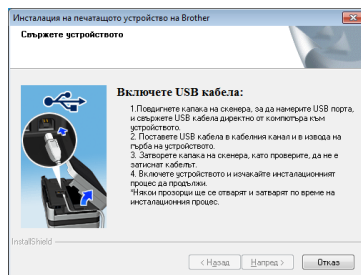 Инсталация на печатащото устройство на Brother
Свържете устройството
Включете USB кабела:
1.Повдигнете капака на скенера, за да намерите USB порта,
и свържете USB кабела директно от компютъра към
устройството.
2. Поставете USB кабела в кабелния канал и в извода на
гърба на устройството.
3. Затворете капака на скенера, като проверите, да не е
затиснат кабелът.
4. Включете устройството и изчакайте инсталационният
процес да продължи.
*Някои прозорци ще се отварят и затварят по време на
инсталационния процес.
InstallShield
< Назад
Напред >
Отказ